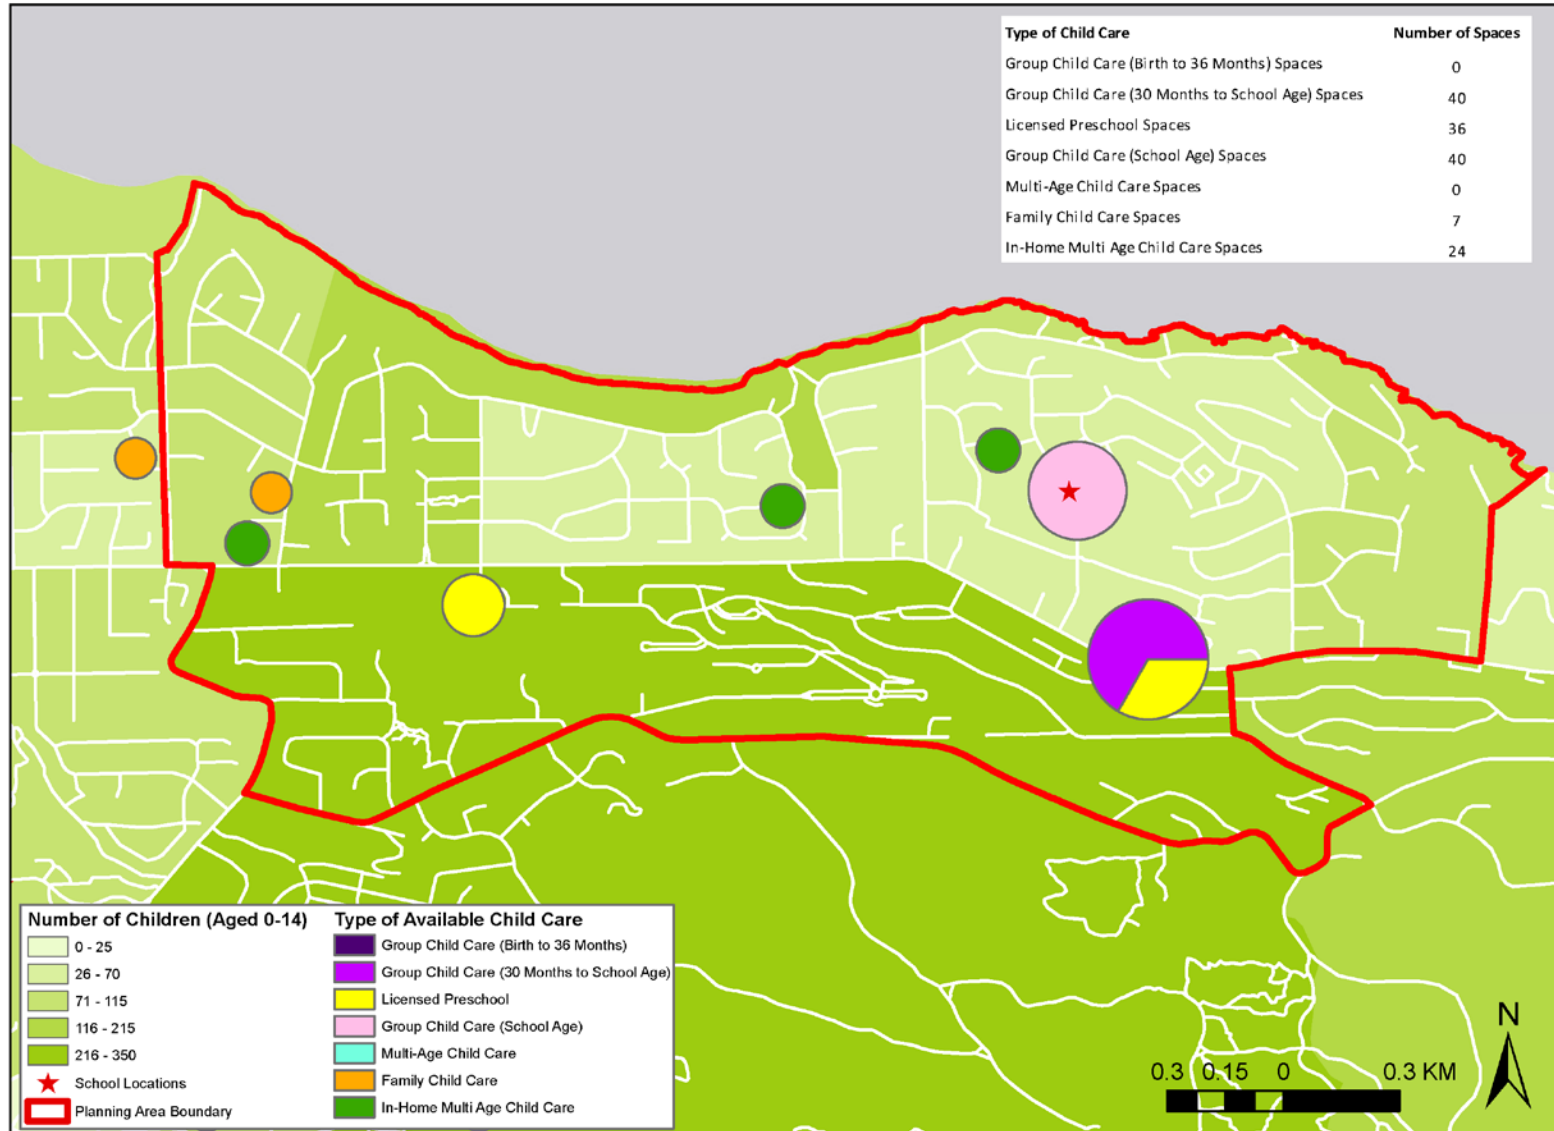 Type of Child Care Number of Spaces
Group Child Care (Birth to 36 Months) Spaces 0
Group Child Care (30 Months to School Age) Spaces 40
Licensed Preschool Spaces 36
Group Child Care (School Age) Spaces 40
Multi-Age Child Care Spaces 0
Family Child Care Spaces 7
In-Home Multi Age Child Care Spaces 24
Number of Children (Aged 0-14)
0 - 25
26 - 70
71 - 115
116 - 215
216 - 350
School Locations
Planning Area Boundary
Type of Available Child Care
Group Child Care (Birth to 36 Months)
Group Child Care (30 Months to School Age)
Licensed Preschool
Group Child Care (School Age)
Multi-Age Child Care
Family Child Care
In-Home Multi Age Child Care
N
0.3 0.15 0 0.3 KM